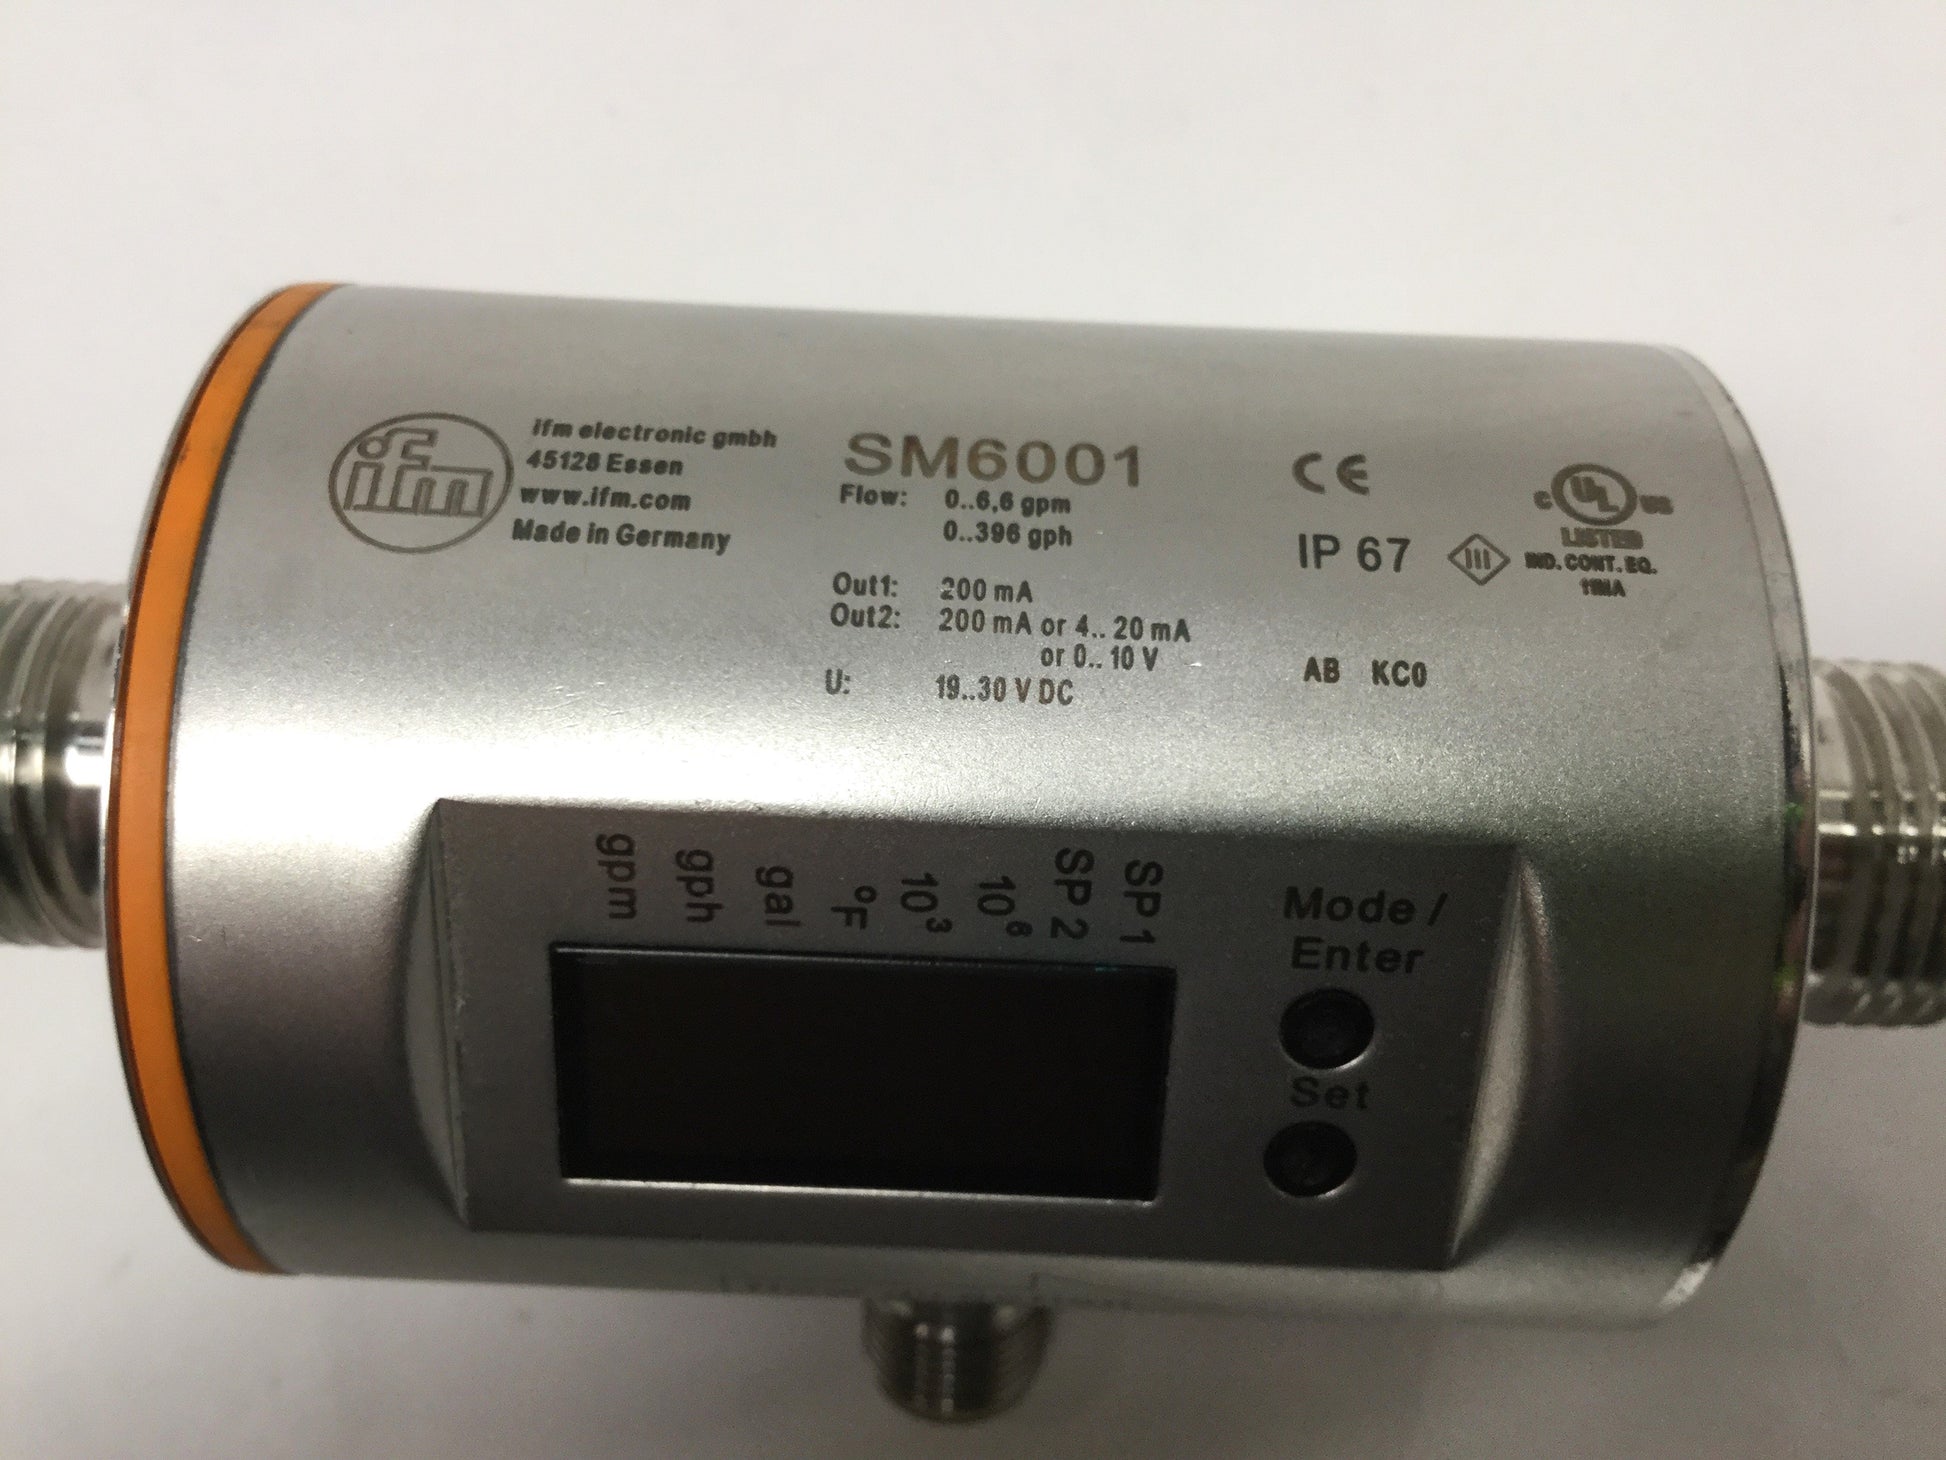 ifm
ifm electronic gmbh
45128 Essen
www.ifm.com
Made in Germany
SM6001
Flow: 0..6,6 gpm
0..396 gph
Out1: 200 mA
Out2: 200 mA or 4.. 20 mA
or 0.. 10 V
U: 19..30 V DC
CE
IP 67
III
C UL US
LISTED
IND. CONT. EQ.
AB KC0
gpm
gph
gal
°F
10³
10⁶
SP 2
SP 1
Mode /
Enter
Set